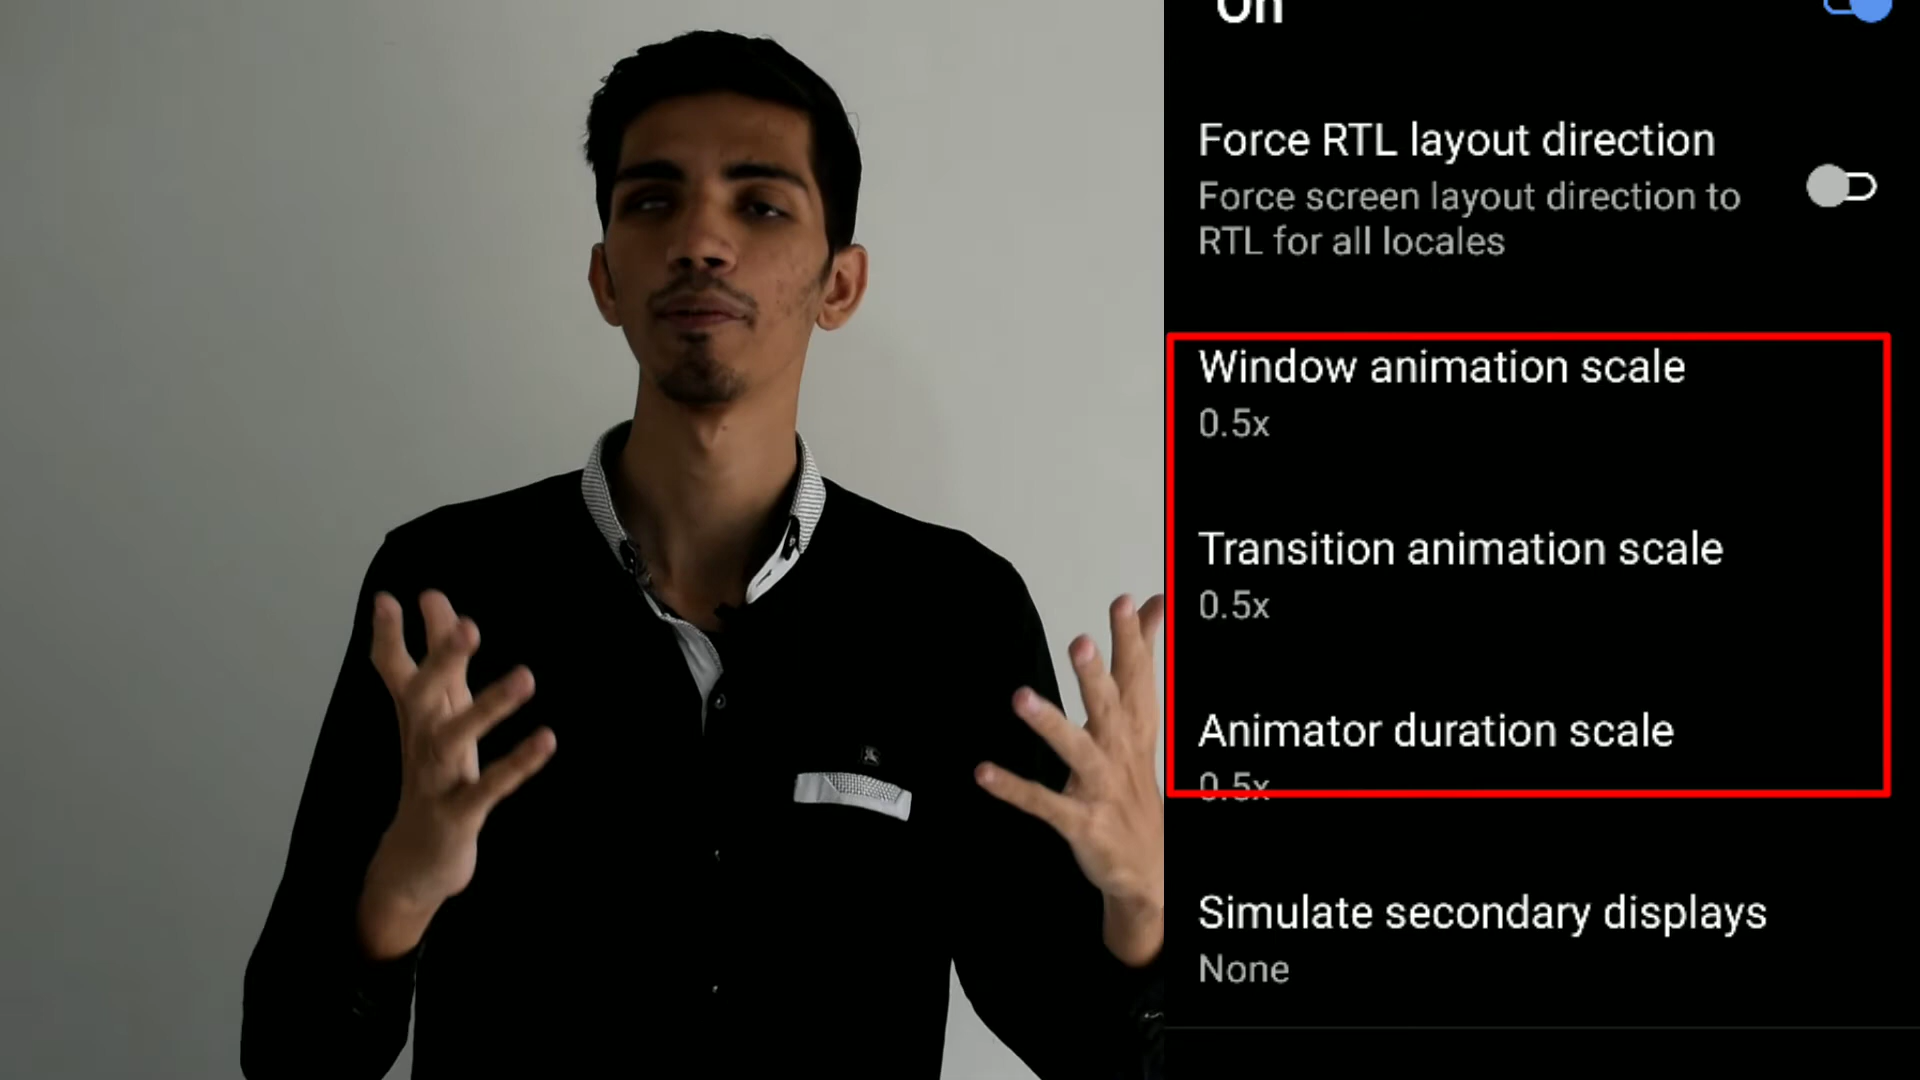 On
Force RTL layout direction
Force screen layout direction to
RTL for all locales
Window animation scale
0.5x
Transition animation scale
0.5x
Animator duration scale
0.5x
Simulate secondary displays
None